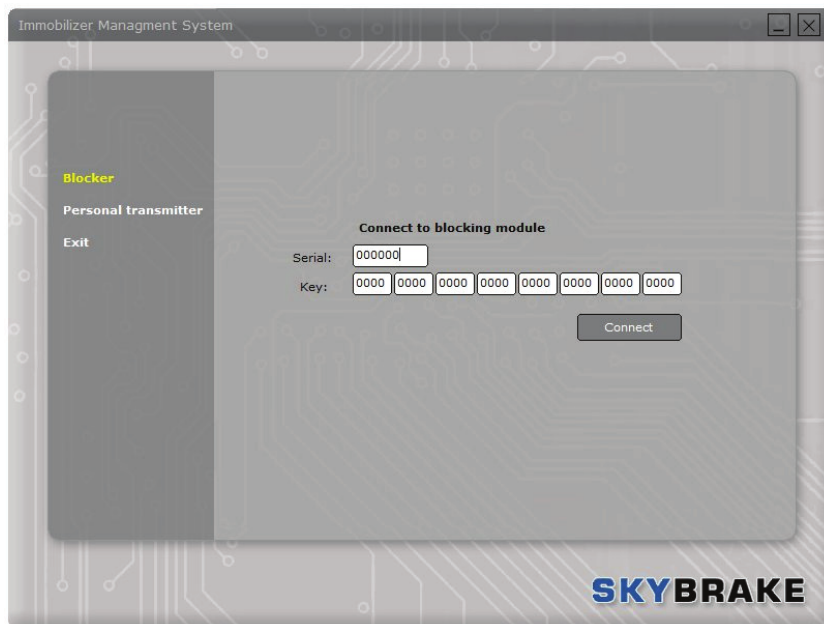 Immobilizer Managment System
Blocker
Personal transmitter
Exit
Connect to blocking module
Serial: 000000
Key: 0000 0000 0000 0000 0000 0000 0000 0000
Connect
SKYBRAKE